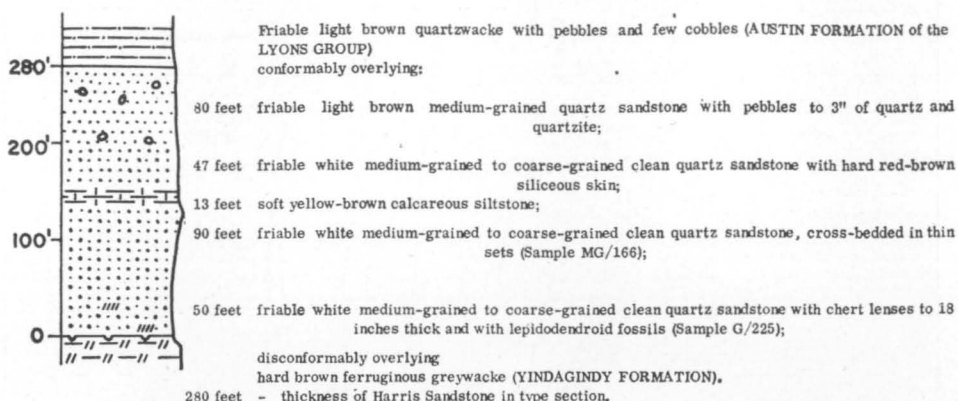 Friable light brown quartzwacke with pebbles and few cobbles (AUSTIN FORMATION of the
LYONS GROUP)
conformably overlying:
280'
80 feet friable light brown medium-grained quartz sandstone with pebbles to 3" of quartz and
quartzite;
200'
47 feet friable white medium-grained to coarse-grained clean quartz sandstone with hard red-brown
siliceous skin;
13 feet soft yellow-brown calcareous siltstone;
100'
90 feet friable white medium-grained to coarse-grained clean quartz sandstone, cross-bedded in thin
sets (Sample MG/166);
50 feet friable white medium-grained to coarse-grained clean quartz sandstone with chert lenses to 18
inches thick and with lepidodendroid fossils (Sample G/225);
0
disconformably overlying
hard brown ferruginous greywacke (YINDAGINDY FORMATION).
280 feet - thickness of Harris Sandstone in type section.